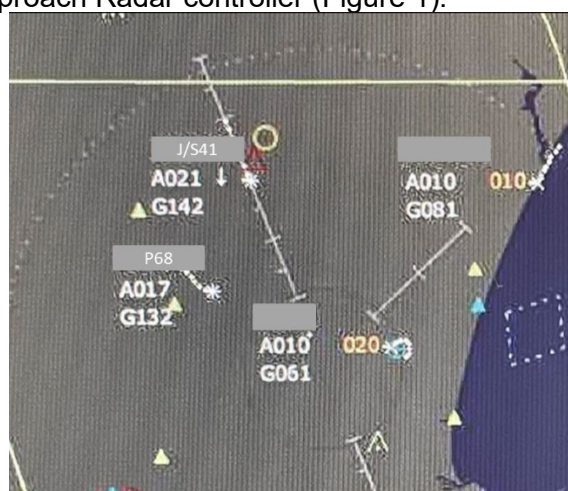 proach Radar controller (Figure 1).
J/S41
A021 ↓
G142
A010 010
G081
P68
A017
G132
A010 020
G061